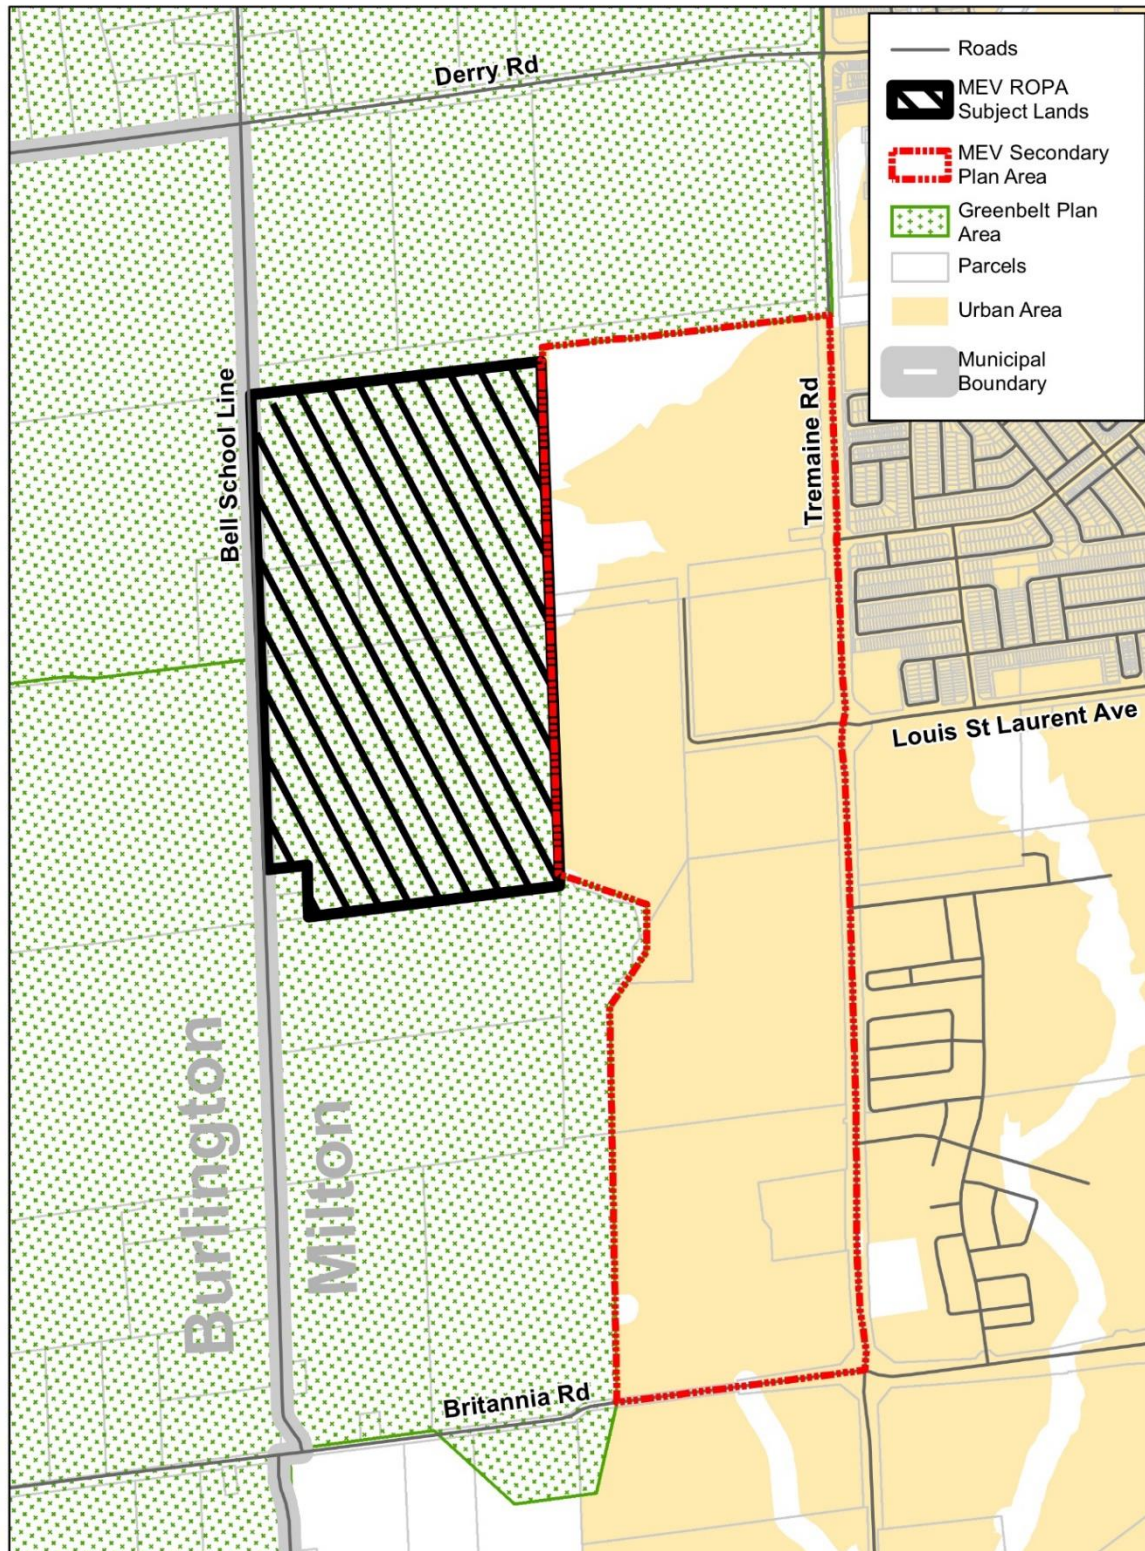 Derry Rd
Roads
MEV ROPA
Subject Lands
MEV Secondary
Plan Area
Greenbelt Plan
Area
Parcels
Urban Area
Municipal
Boundary
Bell School Line
Tremaine Rd
Louis St Laurent Ave
Burlington
Milton
Britannia Rd